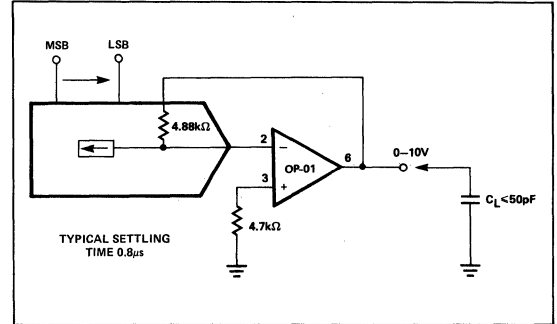 MSB LSB
4.88kΩ
2
−
OP-01
6
0–10V
3
+
CL≤50pF
4.7kΩ
TYPICAL SETTLING
TIME 0.8μs